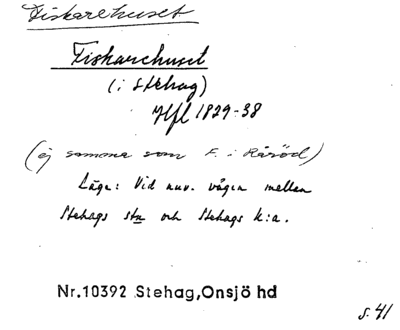 Fiskarehuset
Fiskarehuset
(i Stehag)
Hfl 1829-38
(ej samma som F. i Råröd)
Läge: Vid nuv. vägen mellan
Stehags stn och Stehags k:a.
Nr.10392 Stehag, Onsjö hd
s. 41